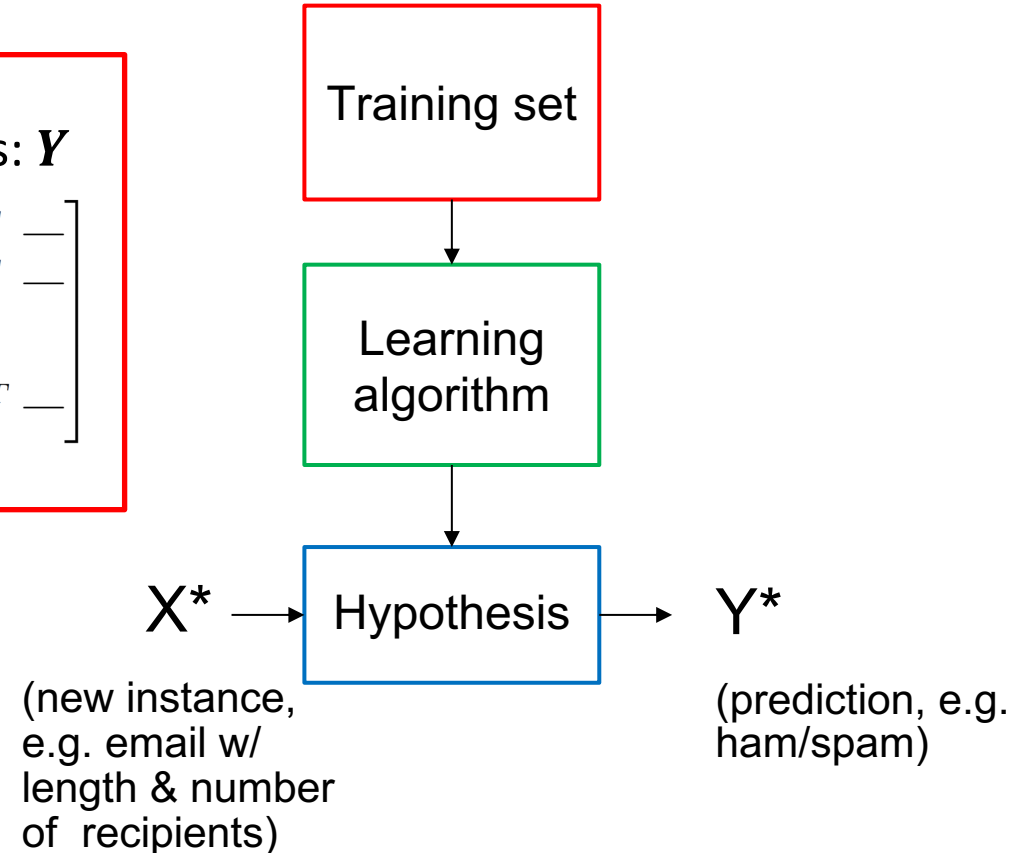 s: Y
T
Training set
Learning
algorithm
X*
Hypothesis
Y*
(new instance,
e.g. email w/
length & number
of recipients)
(prediction, e.g.
ham/spam)